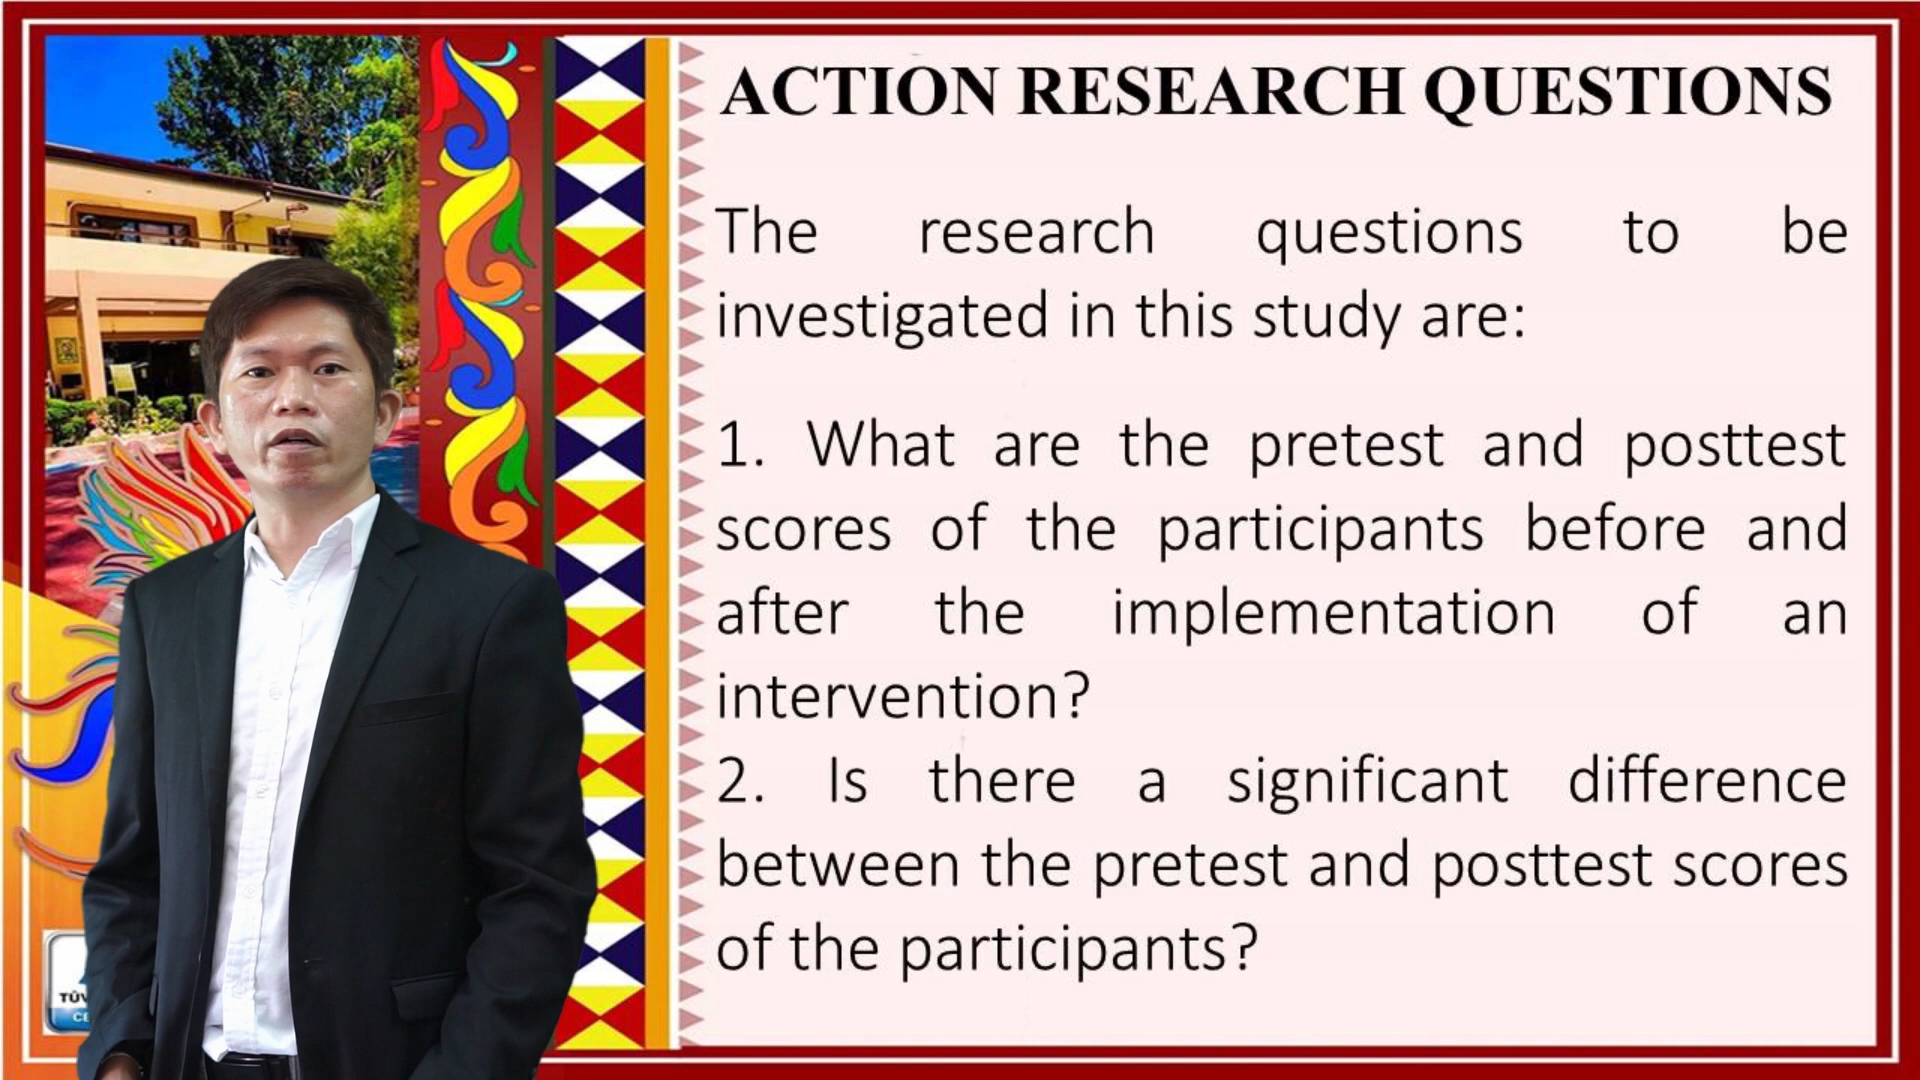 ACTION RESEARCH QUESTIONS
The research questions to be
investigated in this study are:
1. What are the pretest and posttest
scores of the participants before and
after the implementation of an
intervention?
2. Is there a significant difference
between the pretest and posttest scores
of the participants?
TÜV